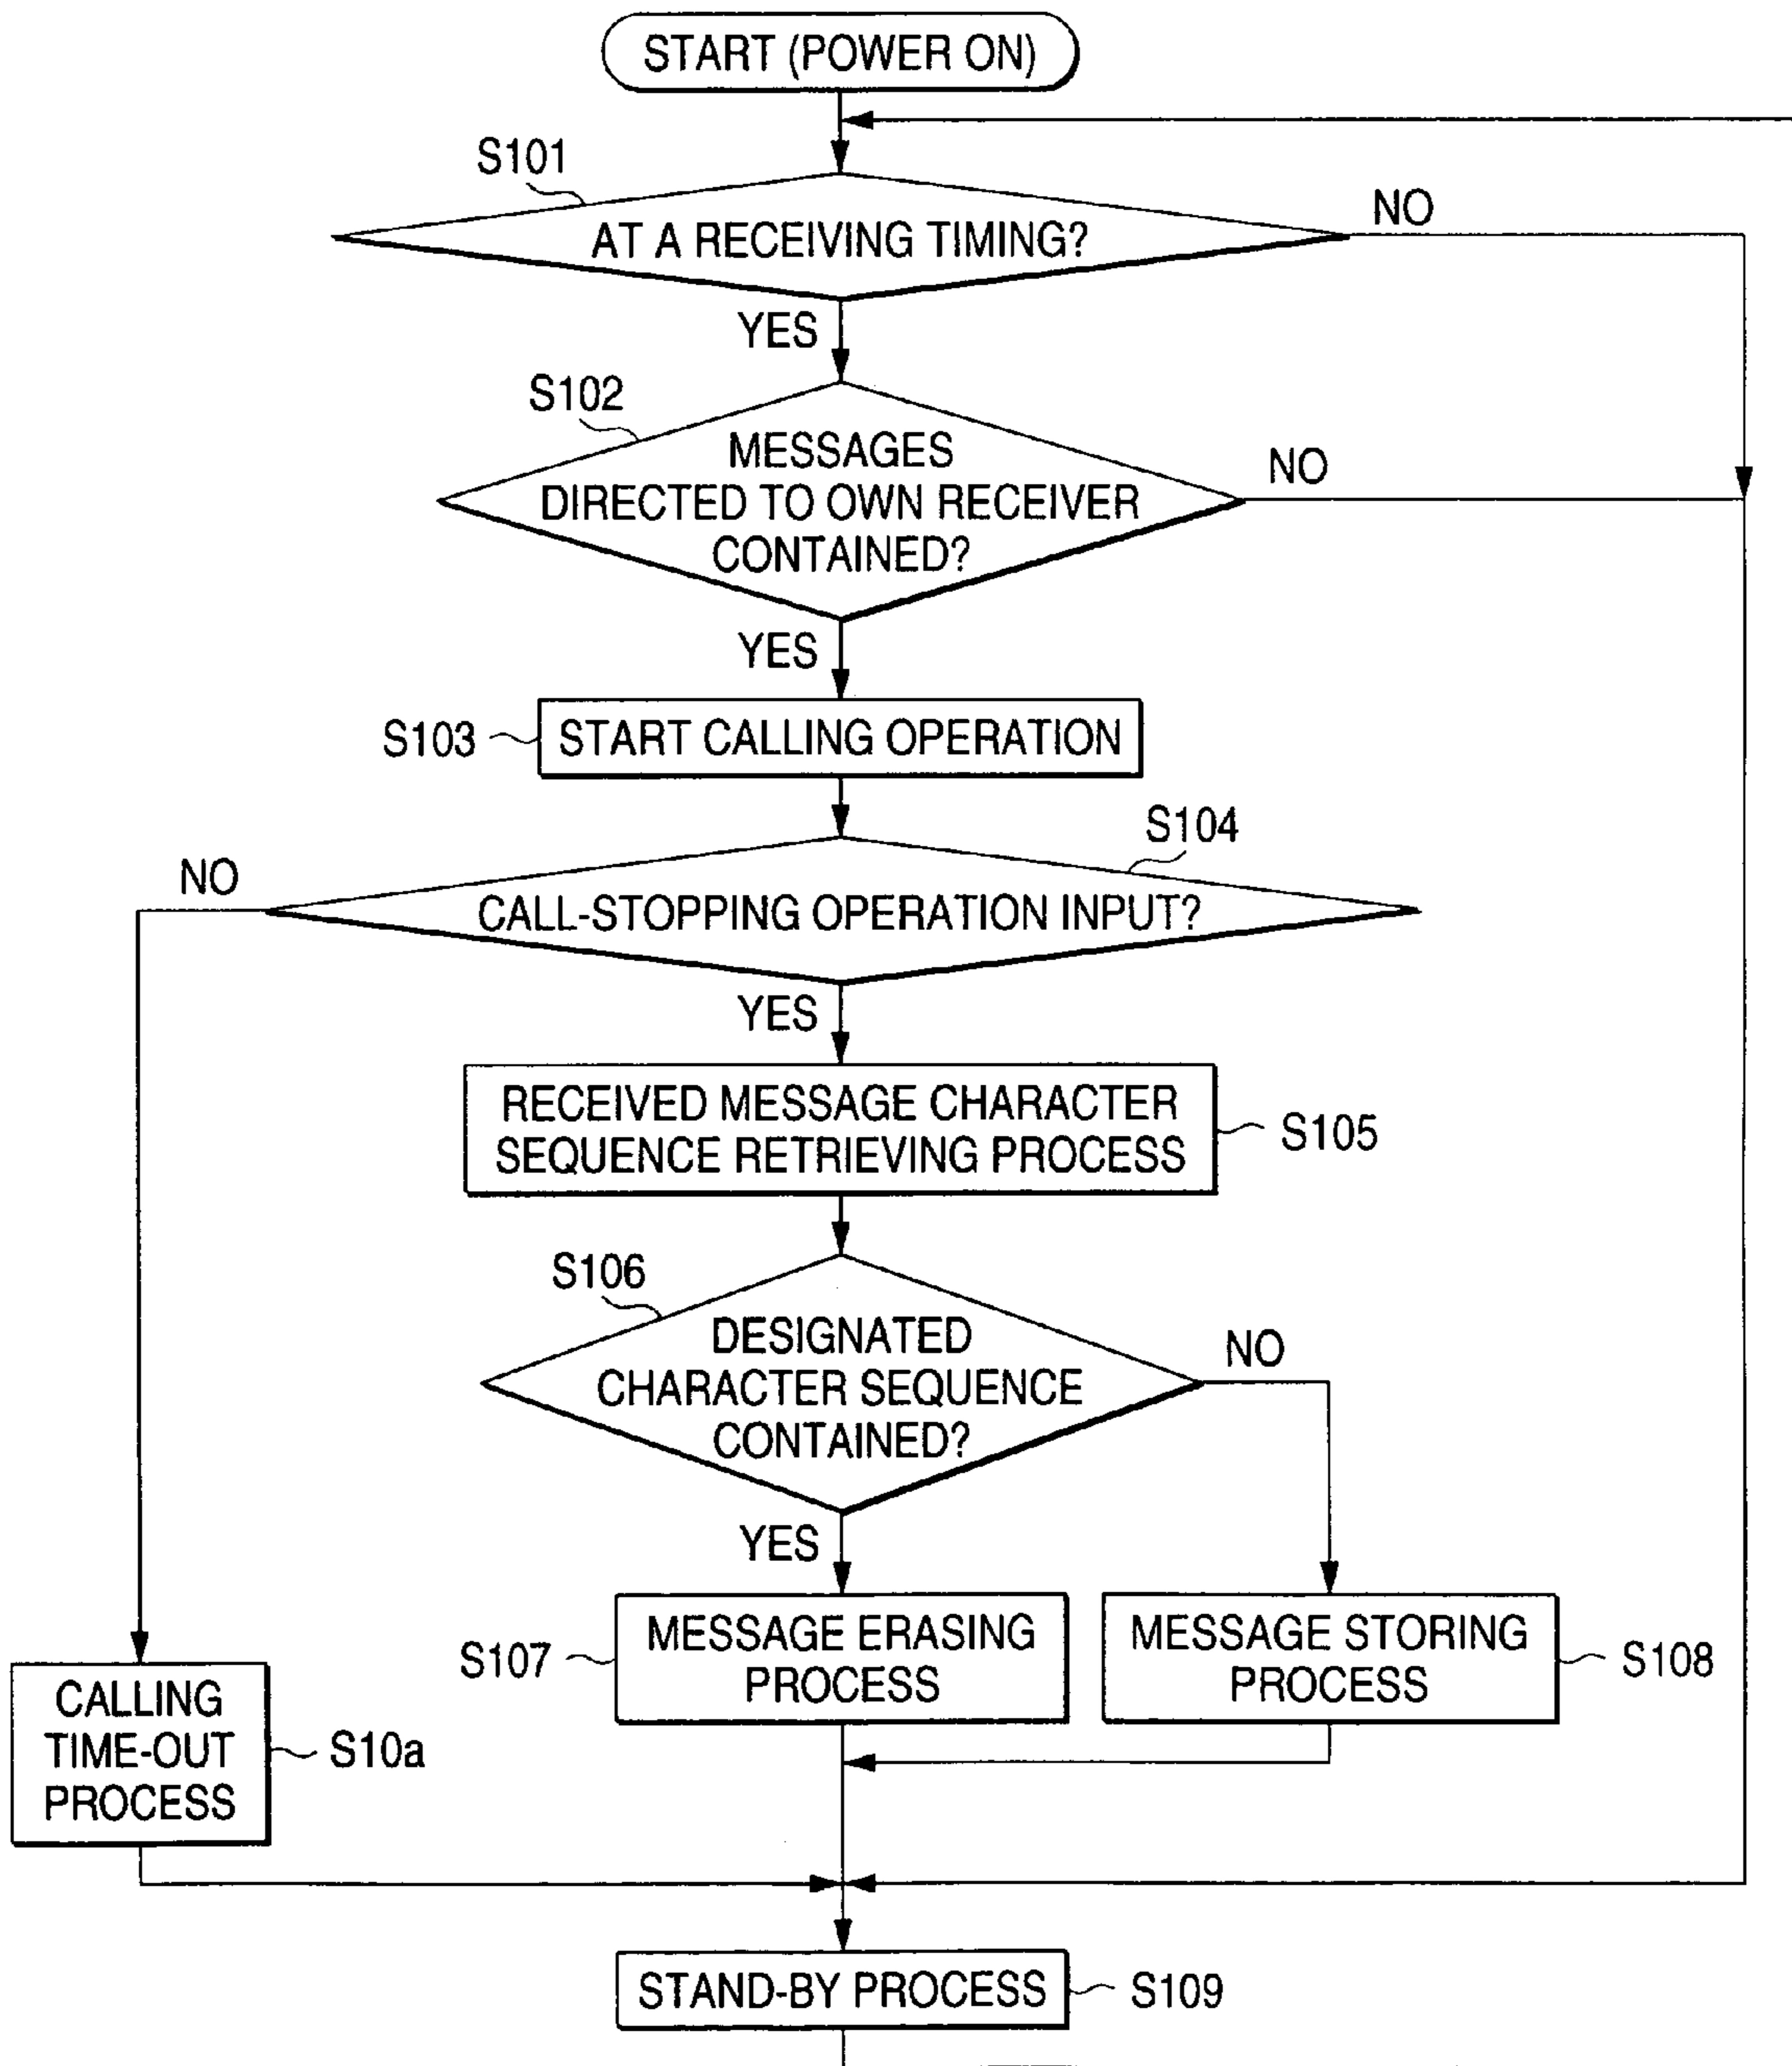 START (POWER ON)
S101
AT A RECEIVING TIMING?
NO
YES
S102
MESSAGES
DIRECTED TO OWN RECEIVER
CONTAINED?
NO
YES
S103
START CALLING OPERATION
S104
NO
CALL-STOPPING OPERATION INPUT?
YES
RECEIVED MESSAGE CHARACTER
SEQUENCE RETRIEVING PROCESS
S105
S106
DESIGNATED
CHARACTER SEQUENCE
CONTAINED?
NO
YES
S107
MESSAGE ERASING
PROCESS
MESSAGE STORING
PROCESS
S108
CALLING
TIME-OUT
PROCESS
S10a
STAND-BY PROCESS
S109